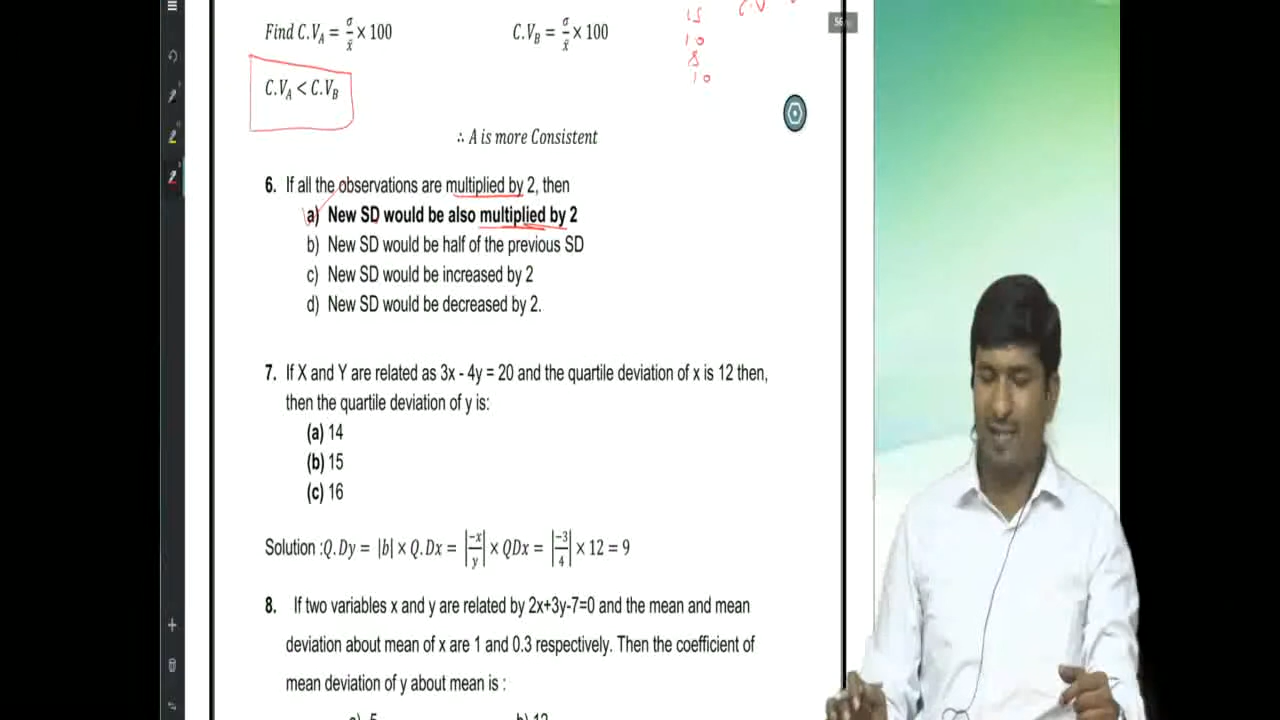 15
10
8
10
56
Find C.V_A = σ/x̄ × 100 C.V_B = σ/x̄ × 100
C.V_A < C.V_B
∴ A is more Consistent
6. If all the observations are multiplied by 2, then
a) New SD would be also multiplied by 2
b) New SD would be half of the previous SD
c) New SD would be increased by 2
d) New SD would be decreased by 2.
7. If X and Y are related as 3x - 4y = 20 and the quartile deviation of x is 12 then,
then the quartile deviation of y is:
(a) 14
(b) 15
(c) 16
Solution :Q.Dy = |b| × Q.Dx = |-x/y| × QDx = |-3/4| × 12 = 9
8. If two variables x and y are related by 2x+3y-7=0 and the mean and mean
deviation about mean of x are 1 and 0.3 respectively. Then the coefficient of
mean deviation of y about mean is :